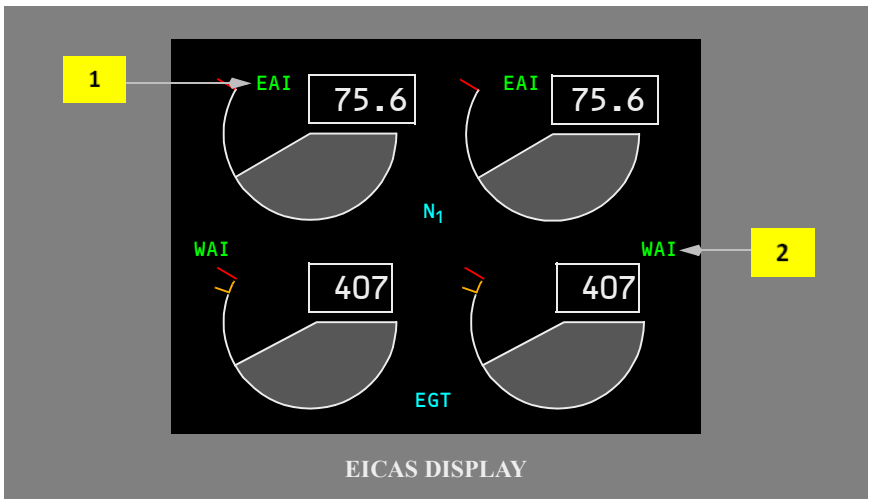 1
EAI 75.6 EAI 75.6
N1
WAI WAI
2
407 407
EGT
EICAS DISPLAY